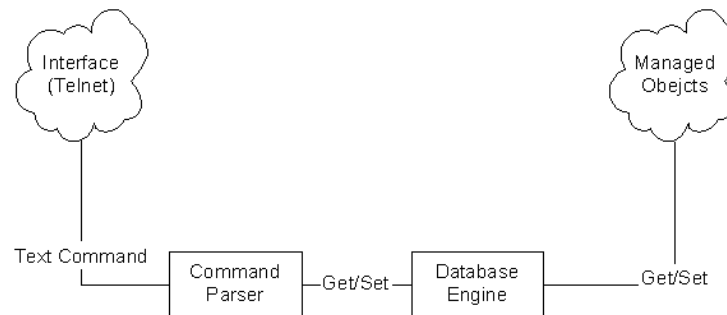 Interface
(Telnet)
Managed
Obejcts
Text Command
Command
Parser
Get/Set
Database
Engine
Get/Set